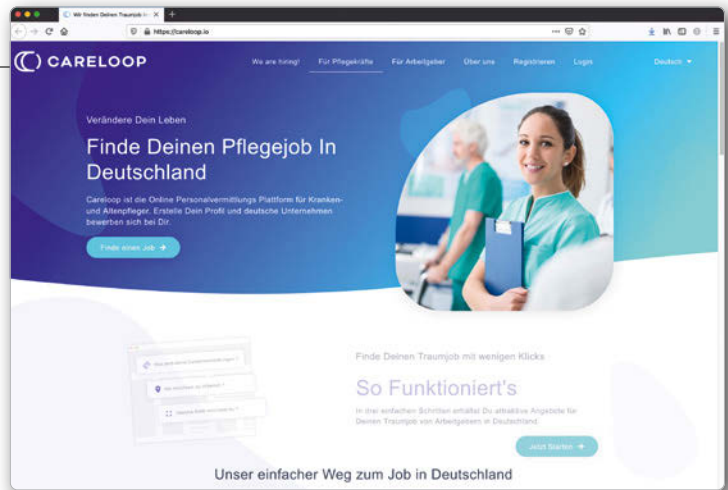 Wir finden Deinen Traumjob in
https://careloop.io
CARELOOP
We are hiring!
Für Pflegekräfte
Für Arbeitgeber
Über uns
Registrieren
Login
Deutsch
Verändere Dein Leben
Finde Deinen Pflegejob In
Deutschland
Careloop ist die Online Personalvermittlungs Plattform für Kranken-
und Altenpfleger. Erstelle Dein Profil und deutsche Unternehmen
bewerben sich bei Dir.
Finde einen Job →
Finde Deinen Traumjob mit wenigen Klicks
So Funktioniert's
In drei einfachen Schritten erhältst Du attraktive Angebote für
Deinen Traumjob von Arbeitgebern in Deutschland.
Jetzt Starten →
Unser einfacher Weg zum Job in Deutschland